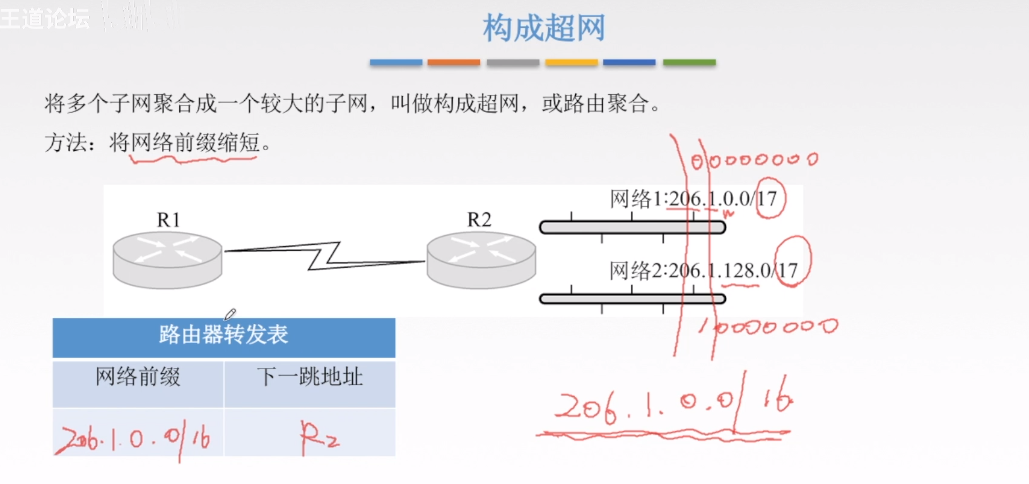 王道论坛
构成超网
将多个子网聚合成一个较大的子网，叫做构成超网，或路由聚合。
方法：将网络前缀缩短。
00000000
网络1:206.1.0.0/17
R1
R2
网络2:206.1.128.0/17
10000000
路由器转发表
网络前缀 下一跳地址
206.1.0.0/16
206.1.0.0/16 R2